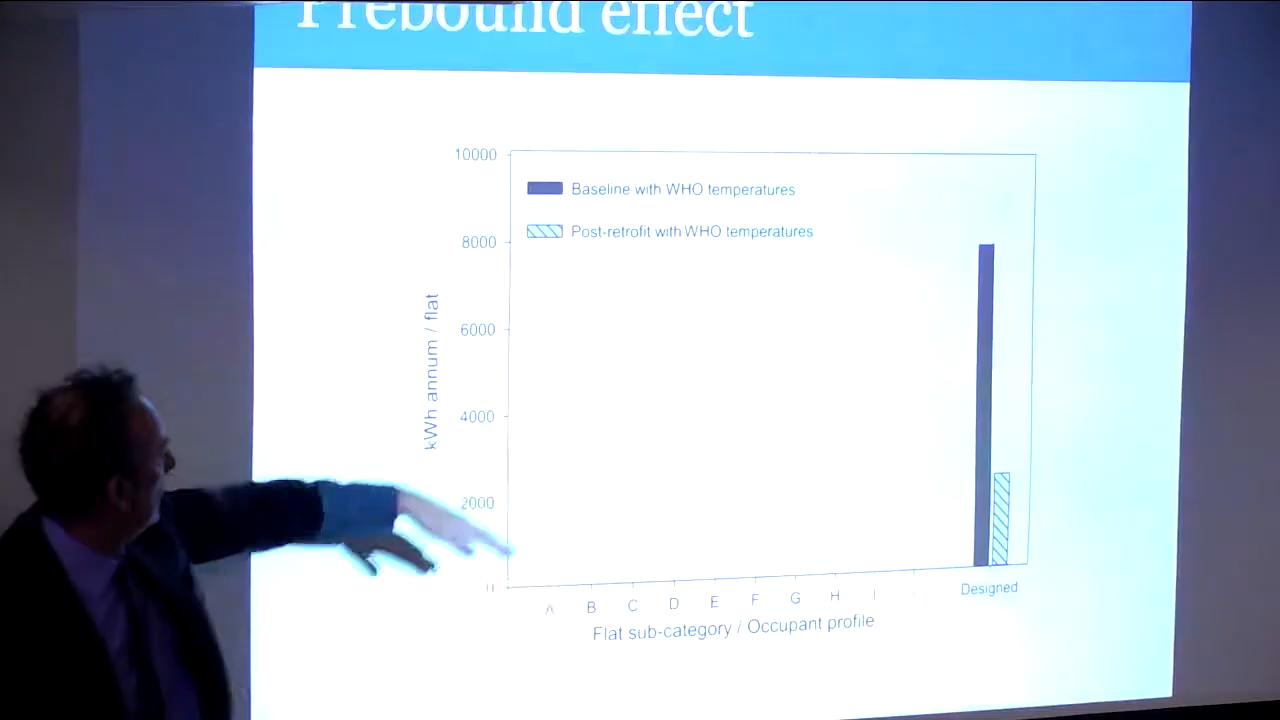 Prebound effect
10000
8000
6000
4000
2000
0
kWh annum / flat
Baseline with WHO temperatures
Post-retrofit with WHO temperatures
A B C D E F G H I
Designed
Flat sub-category / Occupant profile